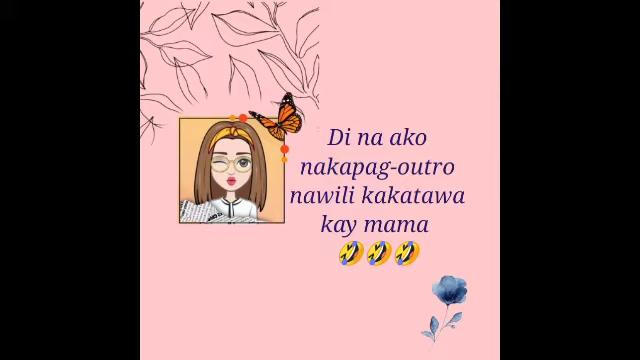 Di na ako
nakapag-outro
nawili kakatawa
kay mama
🤣🤣🤣